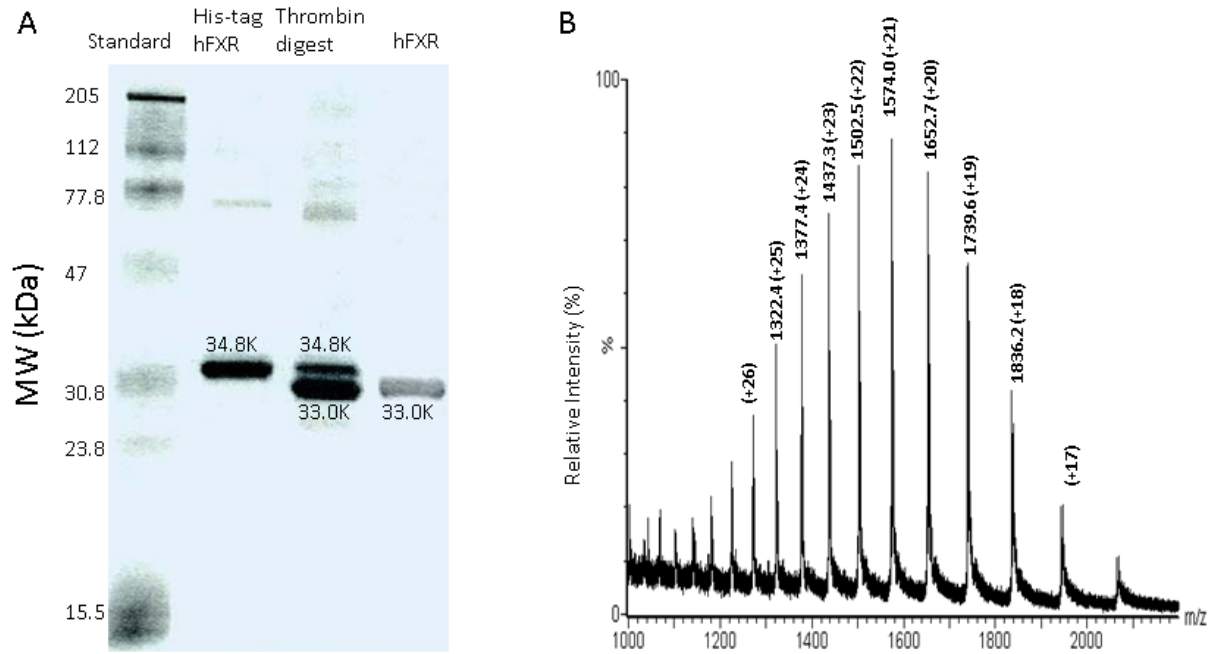 A
Standard
His-tag
hFXR
Thrombin
digest
hFXR
MW (kDa)
205
112
77.8
47
30.8
23.8
15.5
34.8K
34.8K
33.0K
33.0K
B
Relative Intensity (%)
100
%
0
(+26)
1322.4 (+25)
1377.4 (+24)
1437.3 (+23)
1502.5 (+22)
1574.0 (+21)
1652.7 (+20)
1739.6 (+19)
1836.2 (+18)
(+17)
1000
1200
1400
1600
1800
2000
m/z